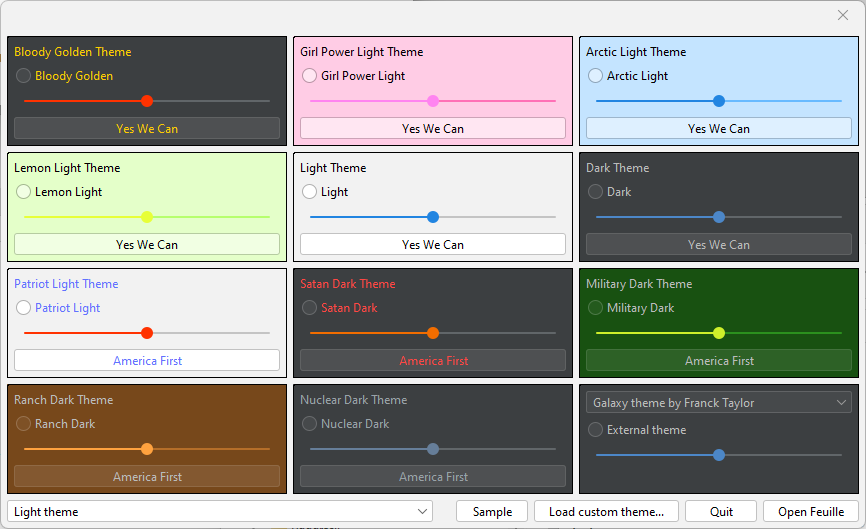 Bloody Golden Theme
Bloody Golden
Yes We Can
Girl Power Light Theme
Girl Power Light
Yes We Can
Arctic Light Theme
Arctic Light
Yes We Can
Lemon Light Theme
Lemon Light
Yes We Can
Light Theme
Light
Yes We Can
Dark Theme
Dark
Yes We Can
Patriot Light Theme
Patriot Light
America First
Satan Dark Theme
Satan Dark
America First
Military Dark Theme
Military Dark
America First
Ranch Dark Theme
Ranch Dark
America First
Nuclear Dark Theme
Nuclear Dark
America First
Galaxy theme by Franck Taylor
External theme
Light theme
Sample
Load custom theme...
Quit
Open Feuille